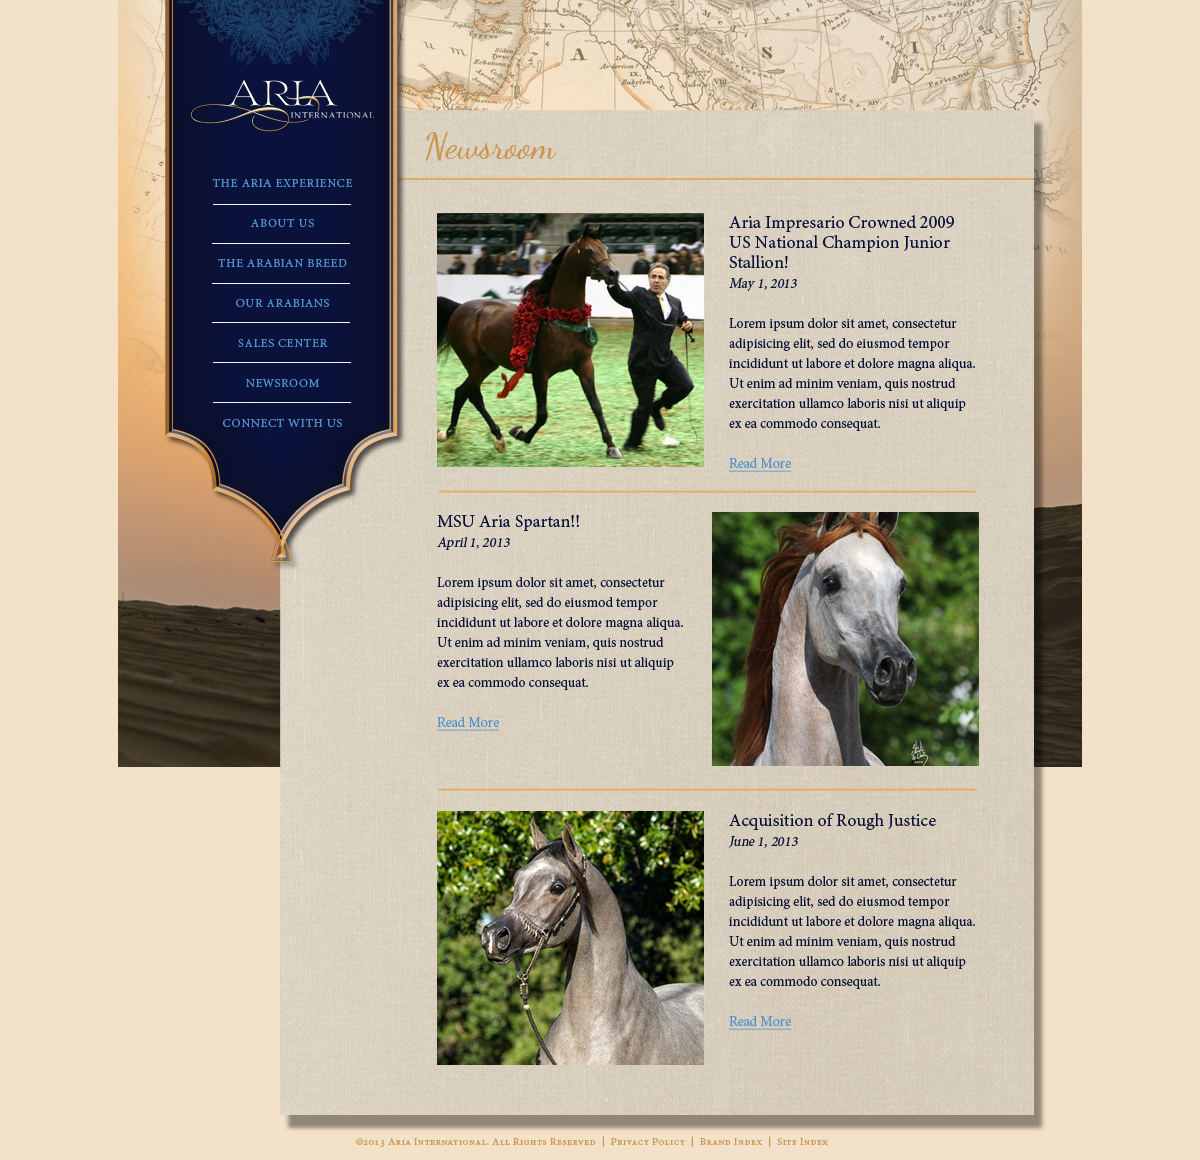 ARIA
INTERNATIONAL
THE ARIA EXPERIENCE
ABOUT US
THE ARABIAN BREED
OUR ARABIANS
SALES CENTER
NEWSROOM
CONNECT WITH US
Newsroom
Aria Impresario Crowned 2009
US National Champion Junior
Stallion!
May 1, 2013
Lorem ipsum dolor sit amet, consectetur
adipisicing elit, sed do eiusmod tempor
incididunt ut labore et dolore magna aliqua.
Ut enim ad minim veniam, quis nostrud
exercitation ullamco laboris nisi ut aliquip
ex ea commodo consequat.
Read More
MSU Aria Spartan!!
April 1, 2013
Lorem ipsum dolor sit amet, consectetur
adipisicing elit, sed do eiusmod tempor
incididunt ut labore et dolore magna aliqua.
Ut enim ad minim veniam, quis nostrud
exercitation ullamco laboris nisi ut aliquip
ex ea commodo consequat.
Read More
Acquisition of Rough Justice
June 1, 2013
Lorem ipsum dolor sit amet, consectetur
adipisicing elit, sed do eiusmod tempor
incididunt ut labore et dolore magna aliqua.
Ut enim ad minim veniam, quis nostrud
exercitation ullamco laboris nisi ut aliquip
ex ea commodo consequat.
Read More
©2013 Aria International. All Rights Reserved | Privacy Policy | Brand Index | Site Index